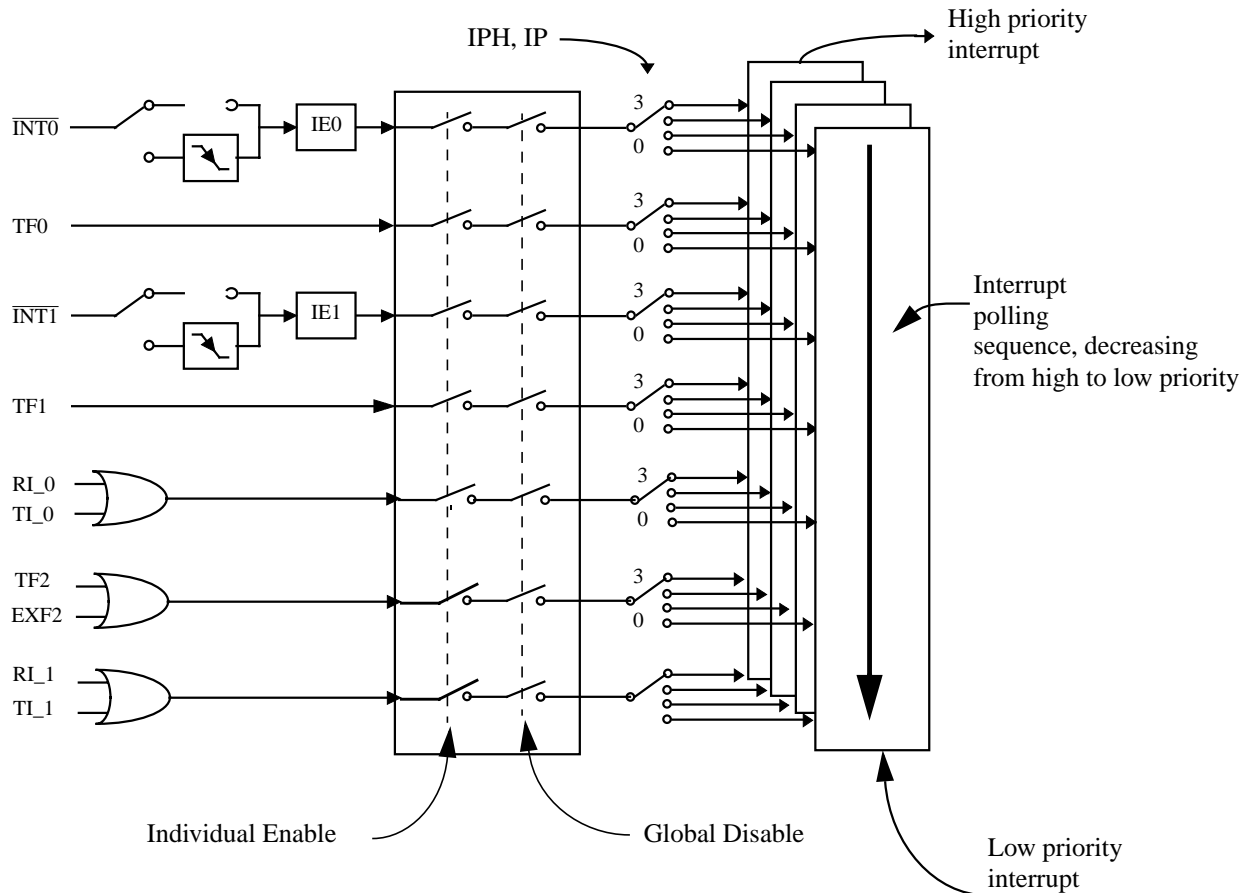 High priority
interrupt
IPH, IP
INT0
IE0
3
0
TF0
3
0
INT1
IE1
3
0
Interrupt
polling
sequence, decreasing
from high to low priority
TF1
3
0
RI_0
TI_0
3
0
TF2
EXF2
3
0
RI_1
TI_1
Individual Enable
Global Disable
Low priority
interrupt